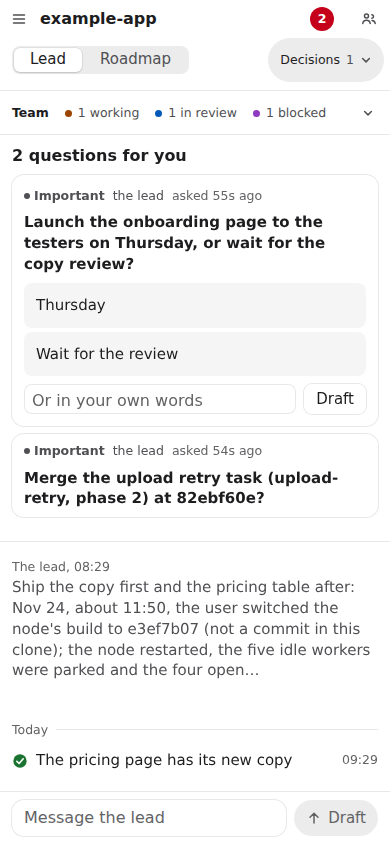 example-app
2
Lead
Roadmap
Decisions 1
Team
1 working
1 in review
1 blocked
2 questions for you
Important the lead asked 55s ago
Launch the onboarding page to the
testers on Thursday, or wait for the
copy review?
Thursday
Wait for the review
Or in your own words
Draft
Important the lead asked 54s ago
Merge the upload retry task (upload-
retry, phase 2) at 82ebf60e?
The lead, 08:29
Ship the copy first and the pricing table after:
Nov 24, about 11:50, the user switched the
node's build to e3ef7b07 (not a commit in this
clone); the node restarted, the five idle workers
were parked and the four open…
Today
The pricing page has its new copy
09:29
Message the lead
Draft